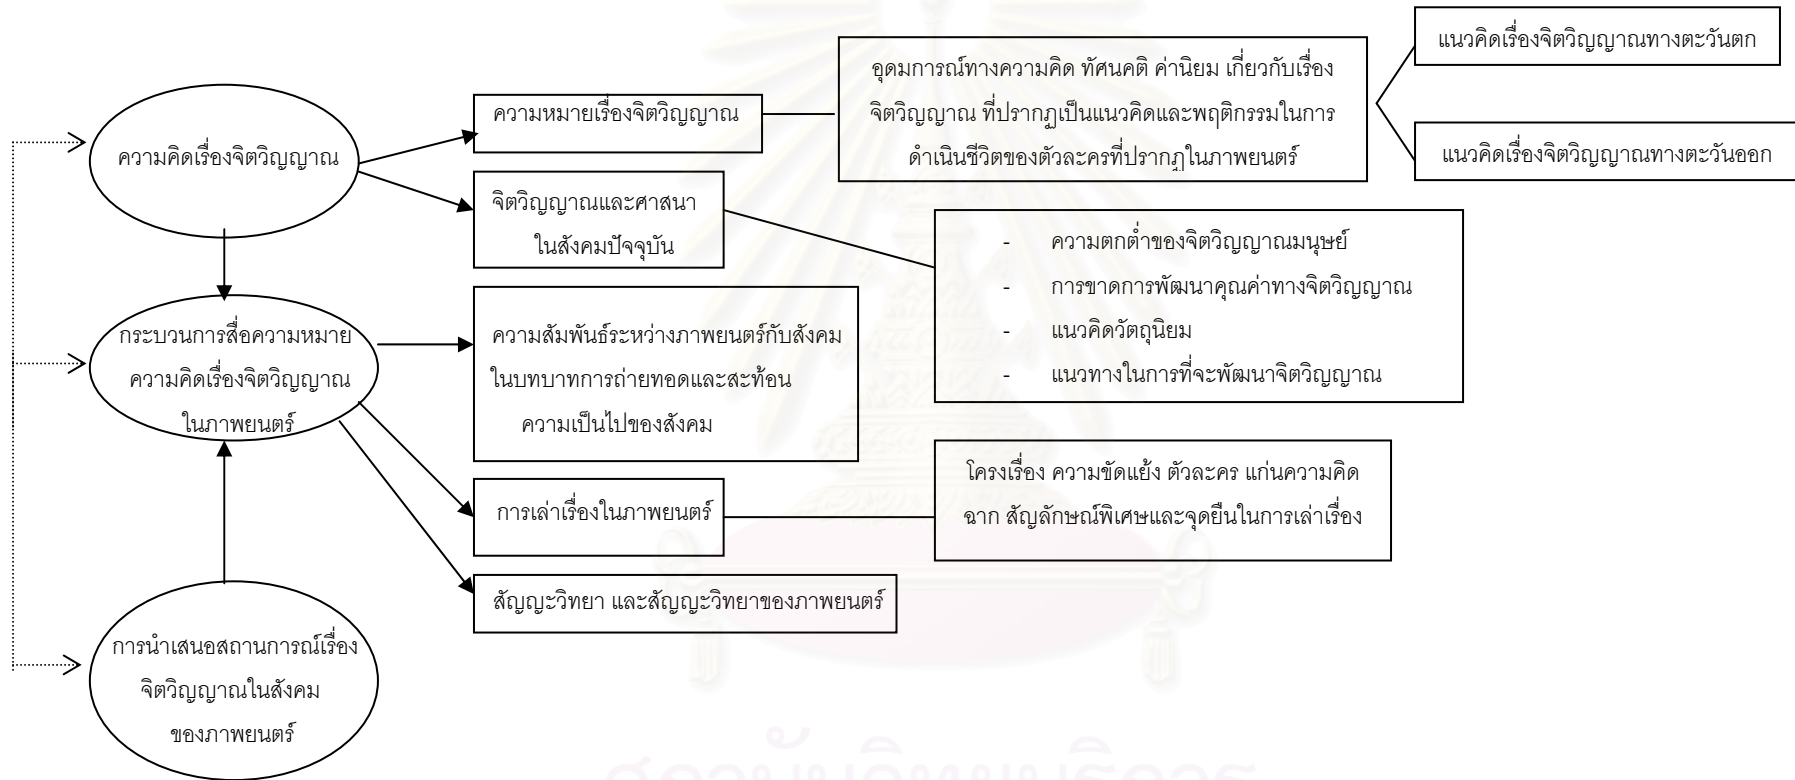 ความคิดเรื่องจิตวิญญาณ
ความหมายเรื่องจิตวิญญาณ
อุดมการณ์ทางความคิด ทัศนคติ ค่านิยม เกี่ยวกับเรื่อง
จิตวิญญาณ ที่ปรากฏเป็นแนวคิดและพฤติกรรมในการ
ดำเนินชีวิตของตัวละครที่ปรากฏในภาพยนตร์
แนวคิดเรื่องจิตวิญญาณทางตะวันตก
แนวคิดเรื่องจิตวิญญาณทางตะวันออก
จิตวิญญาณและศาสนา
ในสังคมปัจจุบัน
- ความตกต่ำของจิตวิญญาณมนุษย์
- การขาดการพัฒนาคุณค่าทางจิตวิญญาณ
- แนวคิดวัตถุนิยม
- แนวทางในการที่จะพัฒนาจิตวิญญาณ
กระบวนการสื่อความหมาย
ความคิดเรื่องจิตวิญญาณ
ในภาพยนตร์
ความสัมพันธ์ระหว่างภาพยนตร์กับสังคม
ในบทบาทการถ่ายทอดและสะท้อน
ความเป็นไปของสังคม
การเล่าเรื่องในภาพยนตร์
โครงเรื่อง ความขัดแย้ง ตัวละคร แก่นความคิด
ฉาก สัญลักษณ์พิเศษและจุดยืนในการเล่าเรื่อง
สัญญะวิทยา และสัญญะวิทยาของภาพยนตร์
การนำเสนอสถานการณ์เรื่อง
จิตวิญญาณในสังคม
ของภาพยนตร์
สถาบันวิทยบริการ